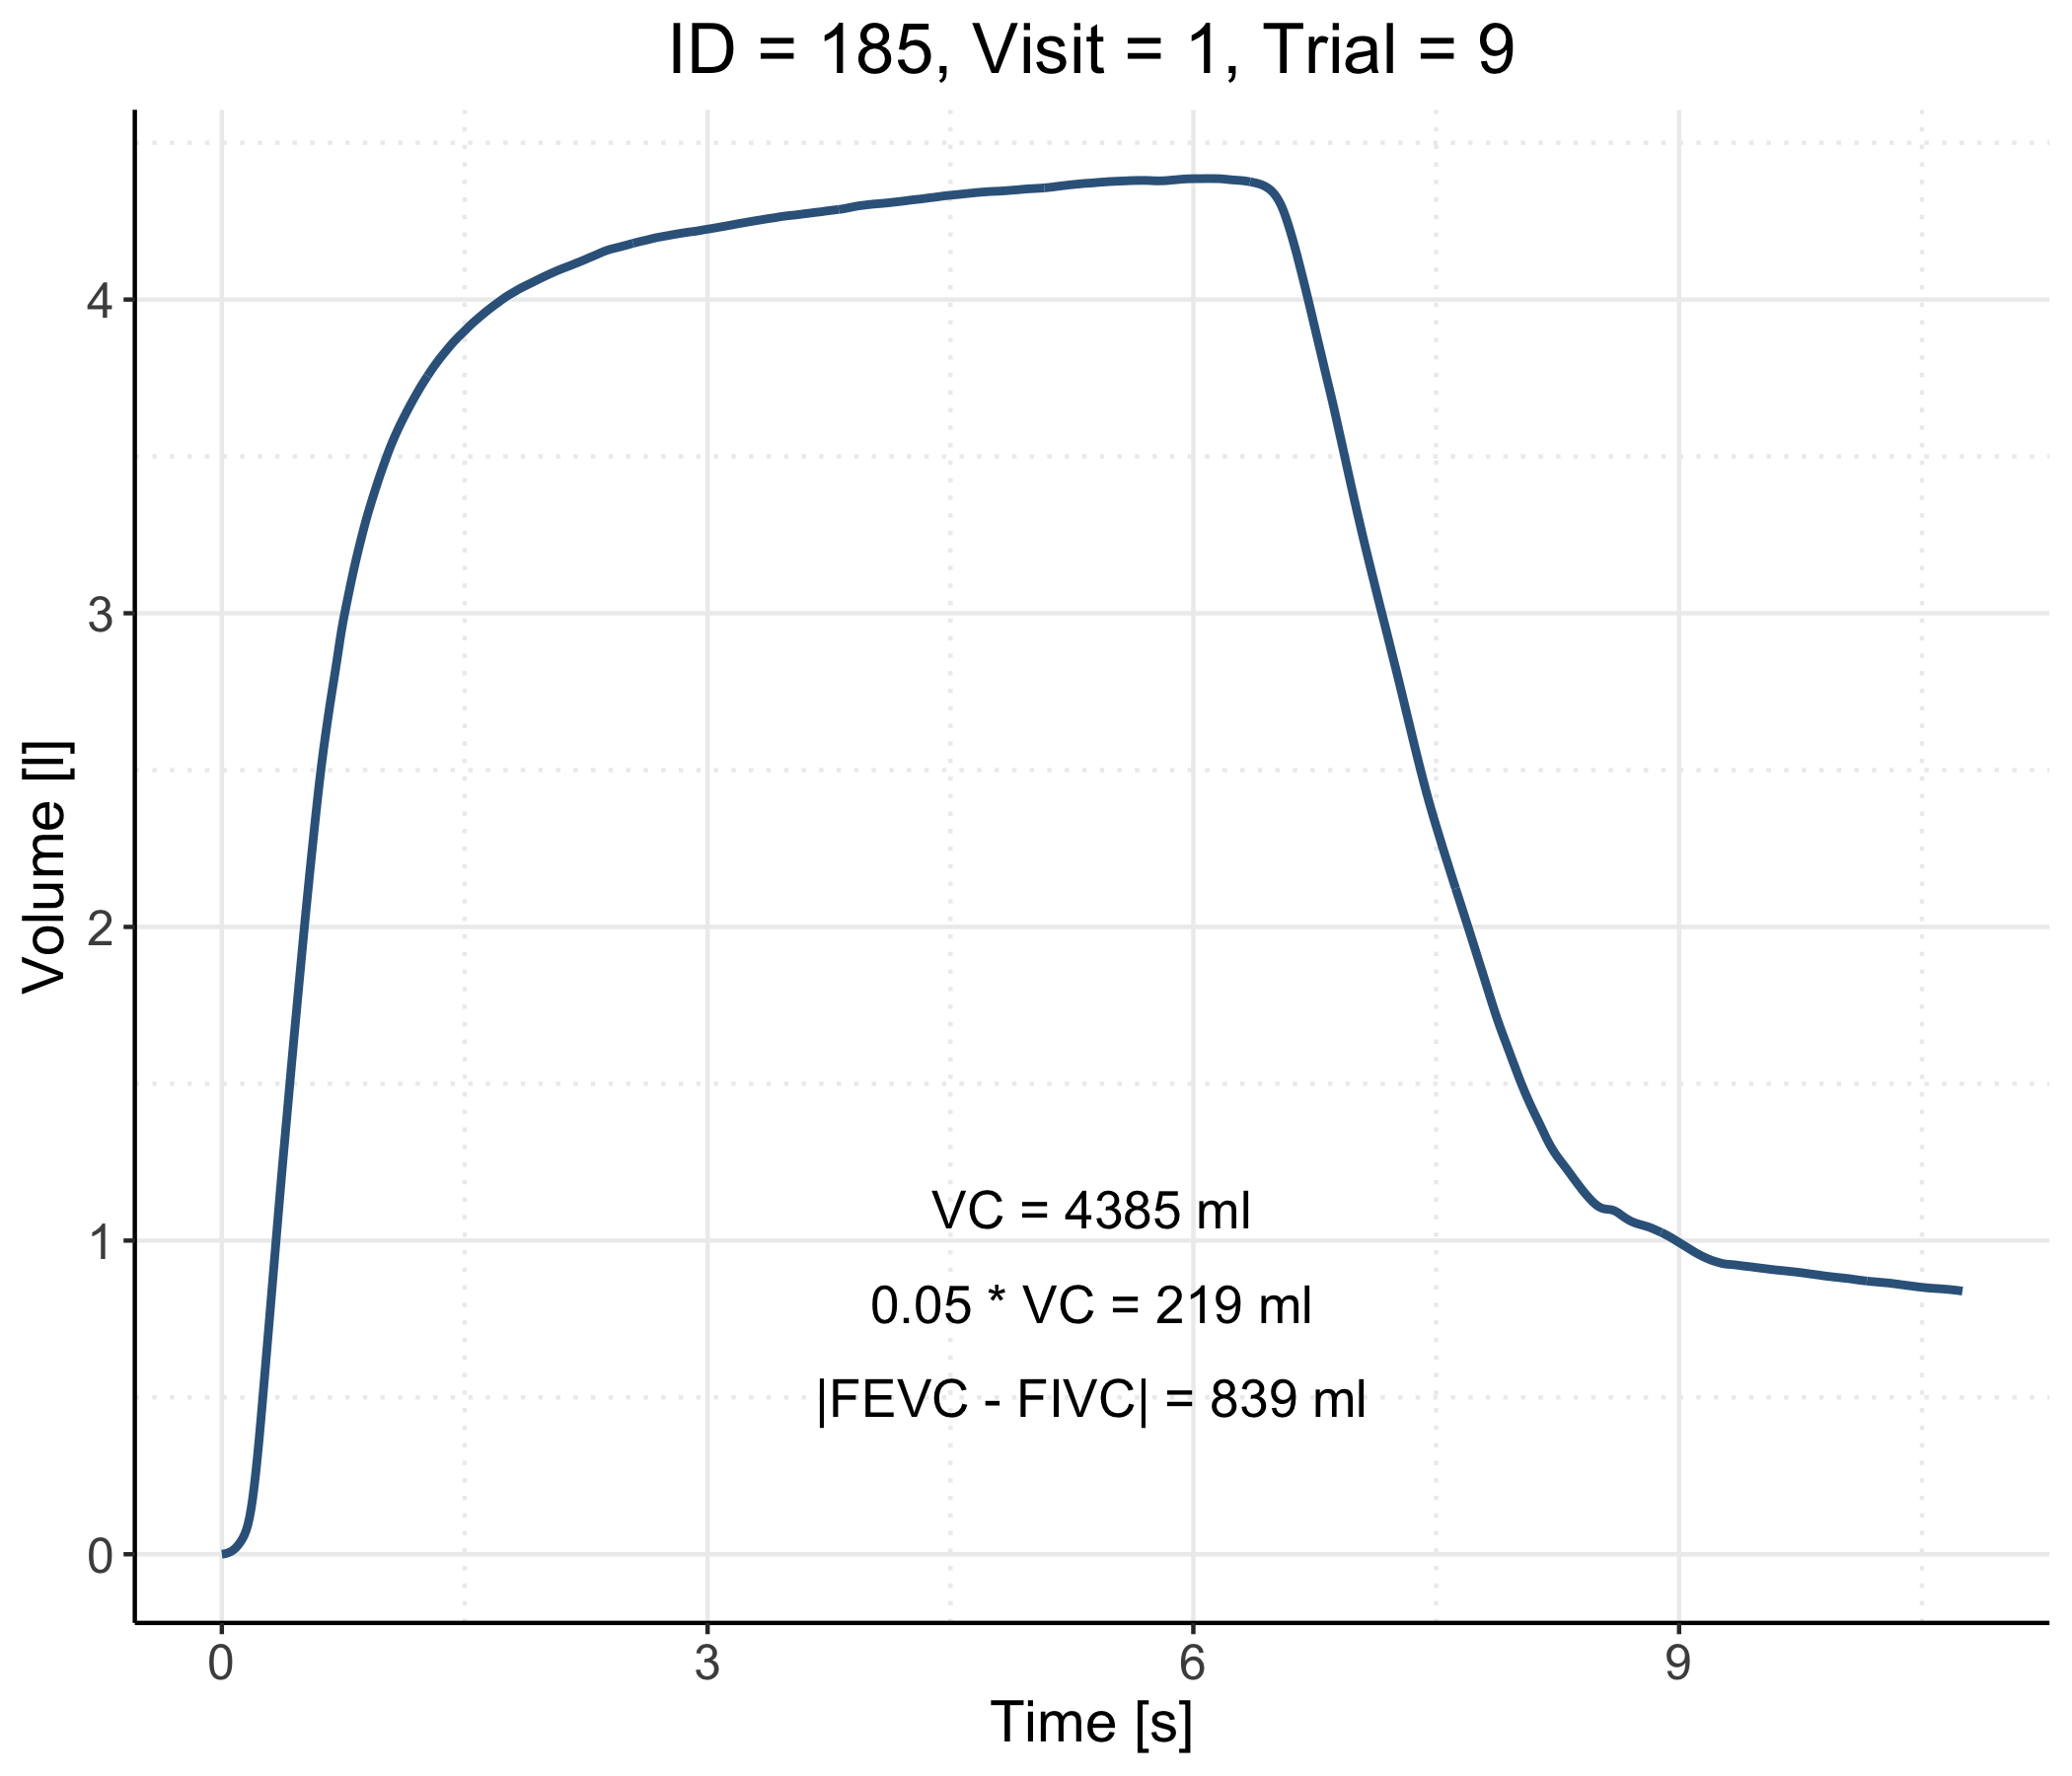 ID = 185, Visit = 1, Trial = 9
Volume [l]
4
3
2
1
0
VC = 4385 ml
0.05 * VC = 219 ml
|FEVC - FIVC| = 839 ml
0 3 6 9
Time [s]